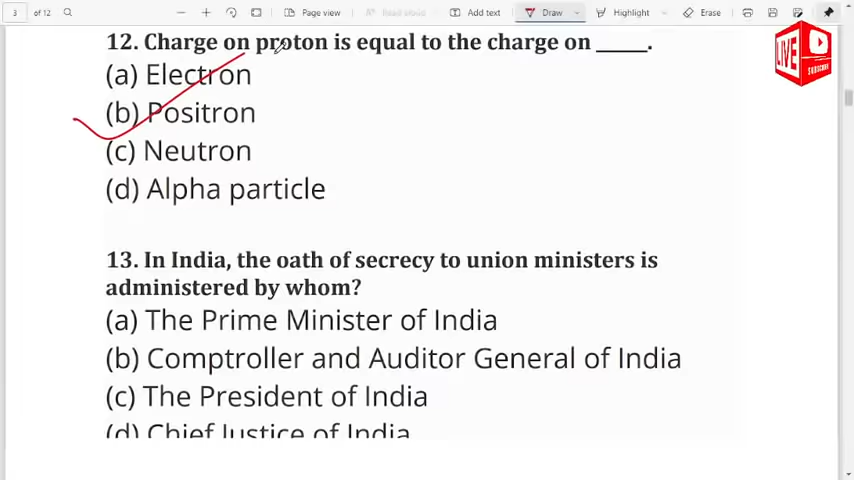 3 of 12 Page view Read aloud Add text Draw Highlight Erase
12. Charge on proton is equal to the charge on _____.
(a) Electron
(b) Positron
(c) Neutron
(d) Alpha particle
LIVE
SUBSCRIBE
13. In India, the oath of secrecy to union ministers is
administered by whom?
(a) The Prime Minister of India
(b) Comptroller and Auditor General of India
(c) The President of India
(d) Chief Justice of India